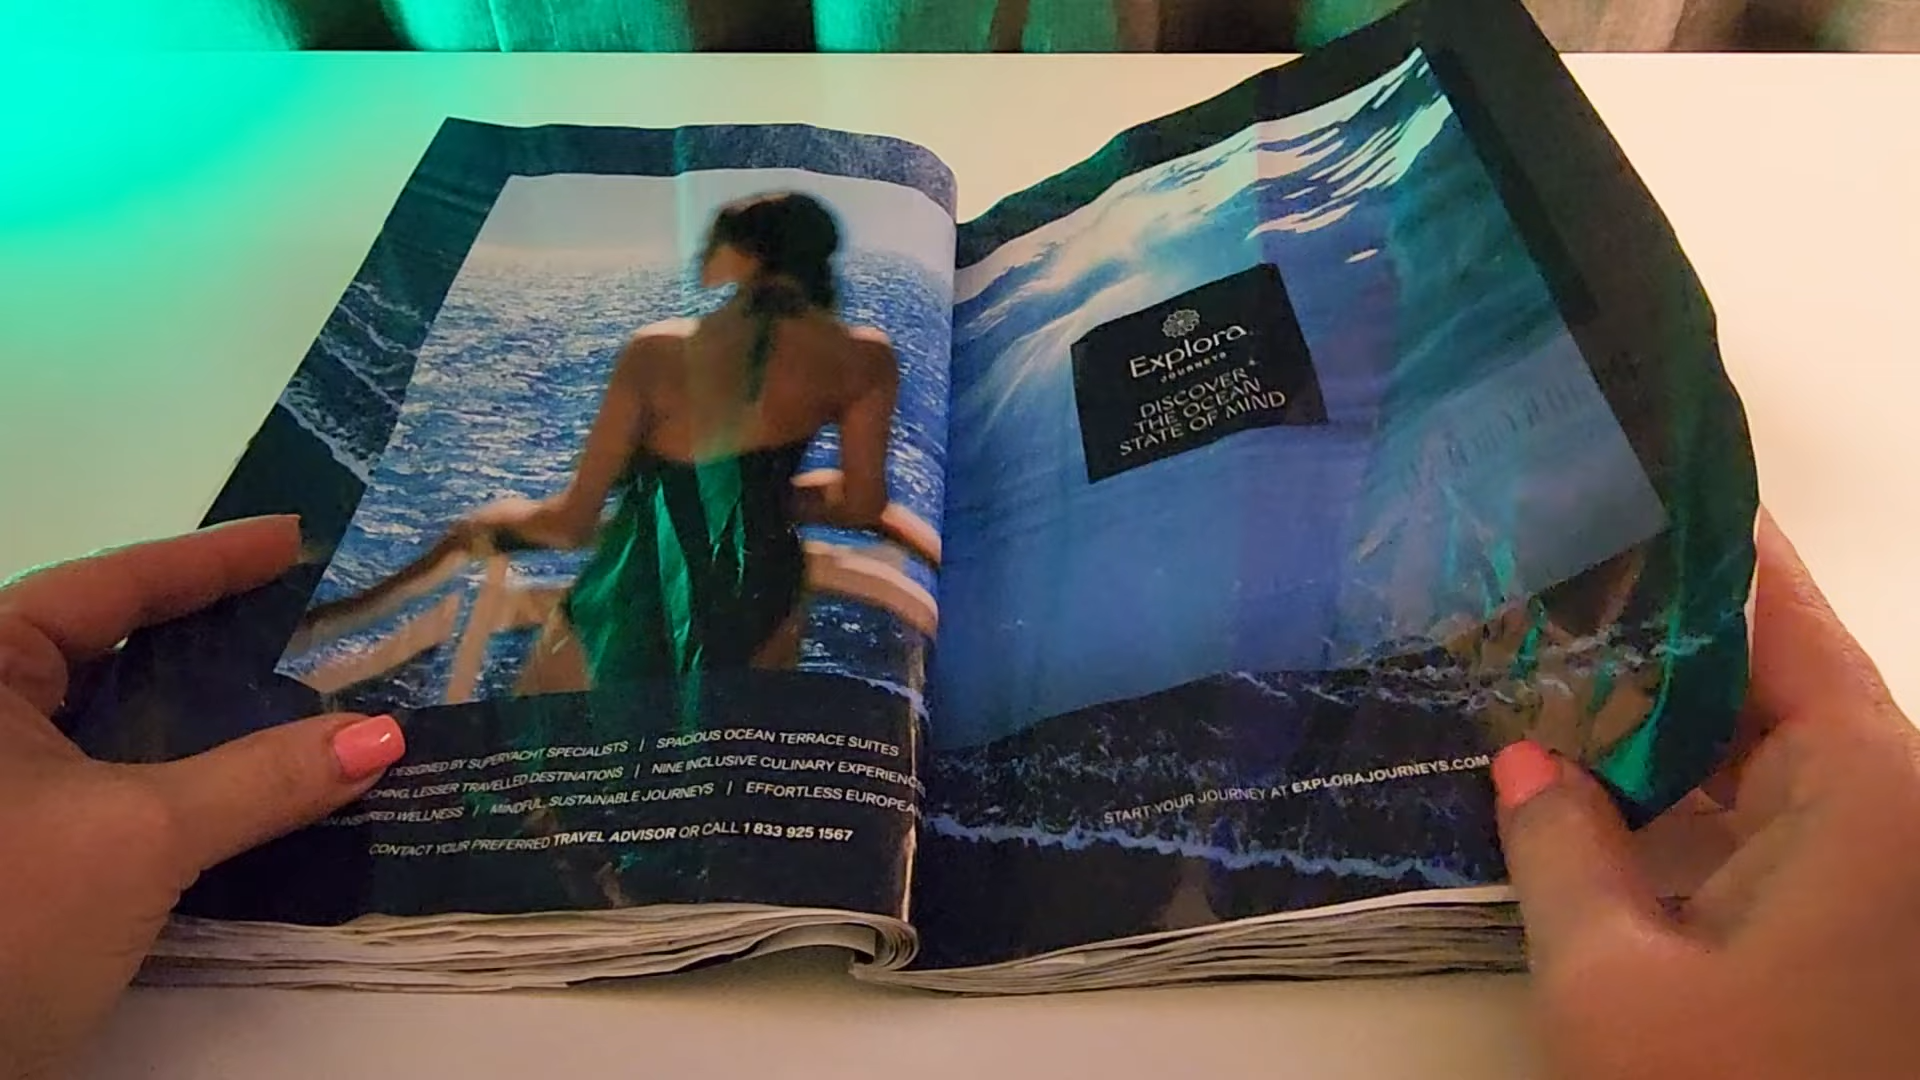 DESIGNED BY SUPERYACHT SPECIALISTS | SPACIOUS OCEAN TERRACE SUITES
LESSER TRAVELLED DESTINATIONS | NINE INCLUSIVE CULINARY EXPERIENC
WELLNESS | MINDFUL, SUSTAINABLE JOURNEYS | EFFORTLESS EUROPEA
CONTACT YOUR PREFERRED TRAVEL ADVISOR OR CALL 1 833 925 1567
Explora
JOURNEYS
DISCOVER
THE OCEAN
STATE OF MIND
START YOUR JOURNEY AT EXPLORAJOURNEYS.COM